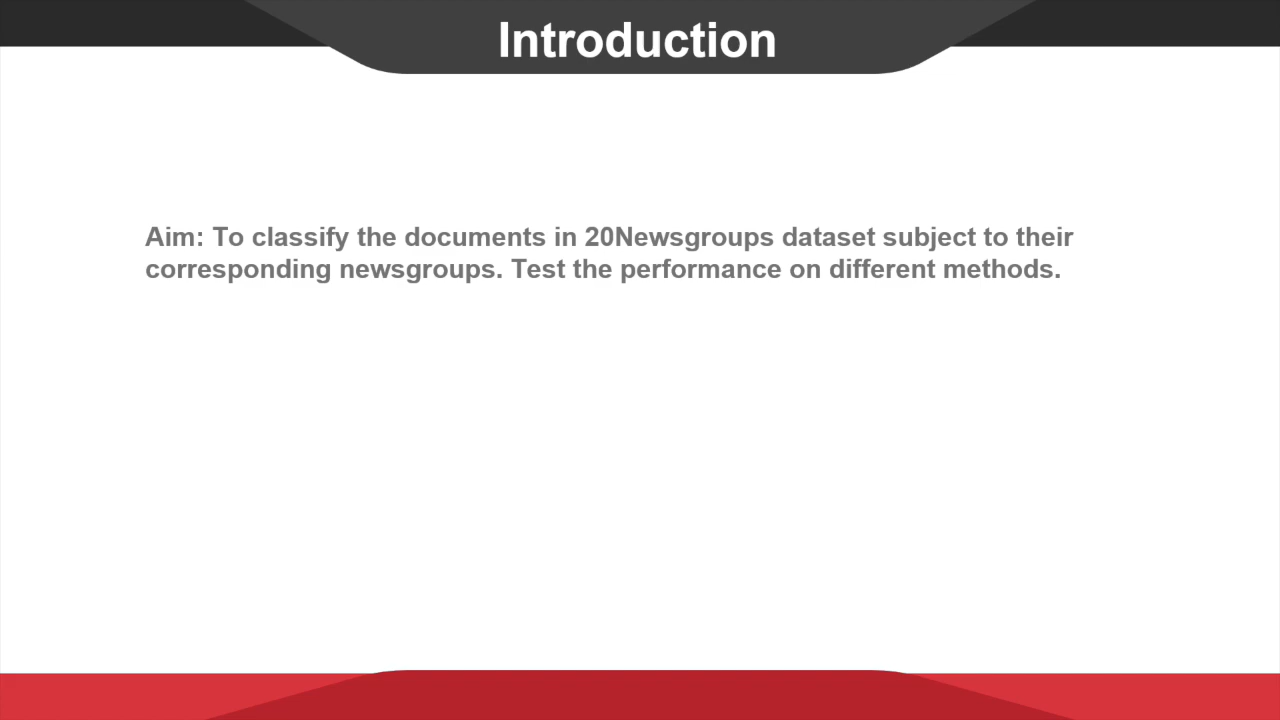 Introduction
Aim: To classify the documents in 20Newsgroups dataset subject to their
corresponding newsgroups. Test the performance on different methods.